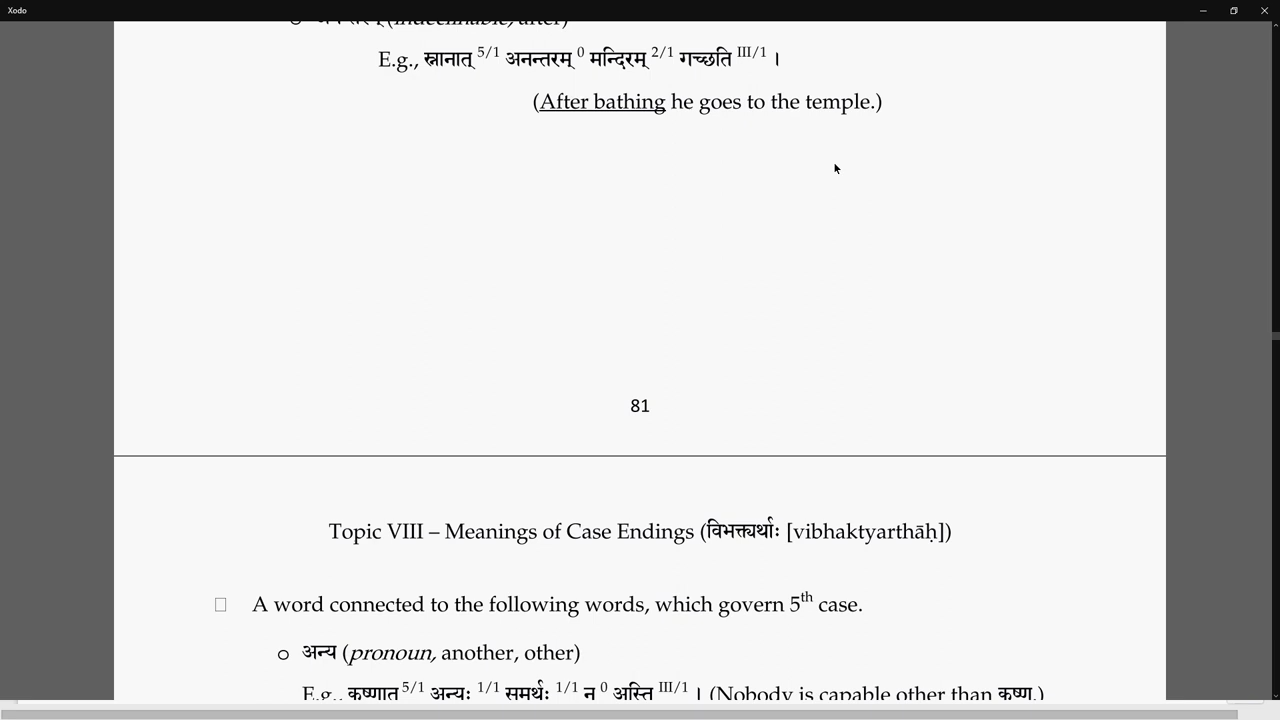 Xodo
(indeclinable, after)
E.g., स्नानात् 5/1 अनन्तरम् 0 मन्दिरम् 2/1 गच्छति III/1 ।
(After bathing he goes to the temple.)
81
Topic VIII – Meanings of Case Endings (विभक्त्यर्थाः [vibhaktyarthāḥ])
A word connected to the following words, which govern 5th case.
o अन्य (pronoun, another, other)
E.g., कृष्णात् 5/1 अन्यः 1/1 समर्थः 1/1 न 0 अस्ति III/1 । (Nobody is capable other than कृष्ण.)